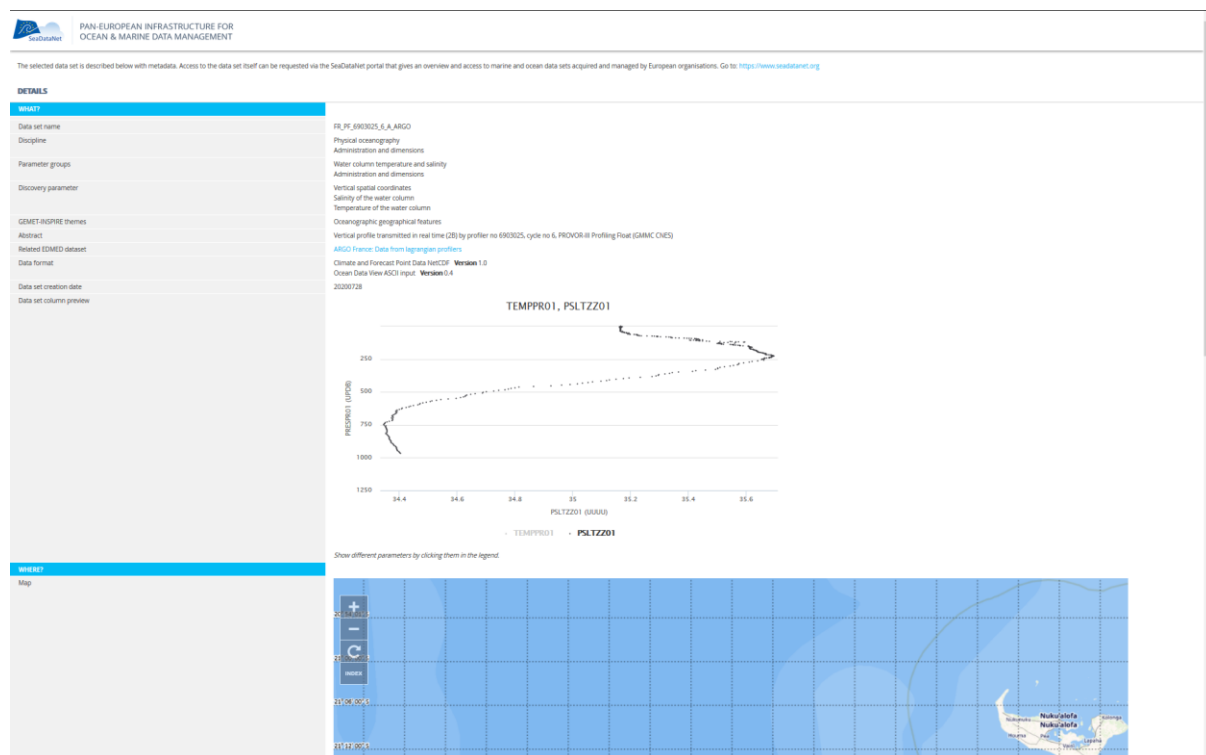 SeaDataNet
PAN-EUROPEAN INFRASTRUCTURE FOR
OCEAN & MARINE DATA MANAGEMENT
The selected data set is described below with metadata. Access to the data set itself can be requested via the SeaDataNet portal that gives an overview and access to marine and ocean data sets acquired and managed by European organisations. Go to: https://www.seadatanet.org
DETAILS
WHAT?
Data set name FR_PF_6903025_6_A_ARGO
Discipline Physical oceanography
Administration and dimensions
Parameter groups Water column temperature and salinity
Administration and dimensions
Discovery parameter Vertical spatial coordinates
Salinity of the water column
Temperature of the water column
GEMET-INSPIRE themes Oceanographic geographical features
Abstract Vertical profile transmitted in real time (2B) by profiler no 6903025, cycle no 6, PROVOR-III Profiling Float (GMMC CNES)
Related EDMED dataset ARGO France: Data from lagrangian profilers
Data format Climate and Forecast Point Data NetCDF Version 1.0
Ocean Data View ASCII input Version 0.4
Data set creation date 20200728
Data set column preview
TEMPPR01, PSLTZZ01
250
500
750
1000
1250
PRESPR01 (UPDB)
34.4 34.6 34.8 35 35.2 35.4 35.6
PSLTZZ01 (UUUU)
TEMPPR01 PSLTZZ01
Show different parameters by clicking them in the legend.
WHERE?
Map
+
−
INDEX
21°08'00"S
21°12'00"S
Nuku'alofa
Nuku'alofa
Kolonga
Lapaha